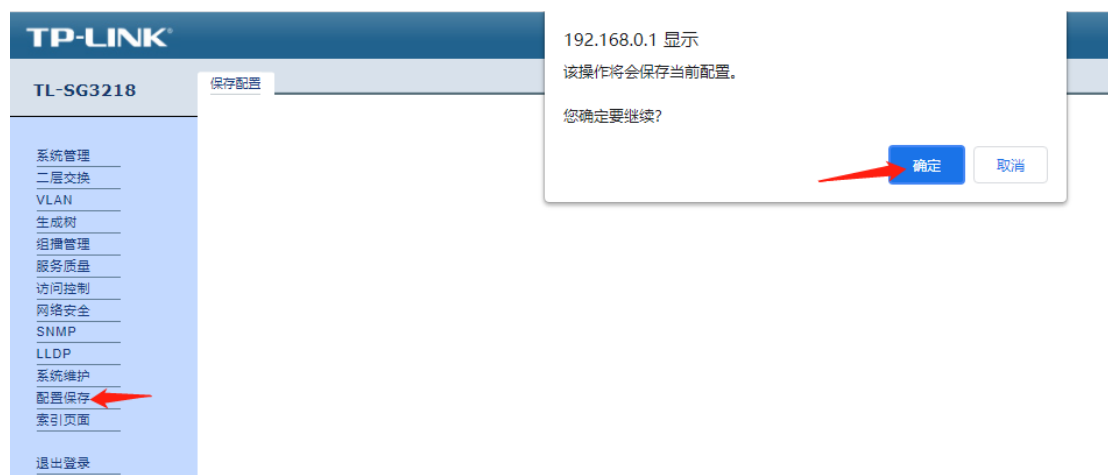 TP-LINK
TL-SG3218
保存配置
192.168.0.1 显示
该操作将会保存当前配置。
您确定要继续?
确定
取消
系统管理
二层交换
VLAN
生成树
组播管理
服务质量
访问控制
网络安全
SNMP
LLDP
系统维护
配置保存
索引页面
退出登录